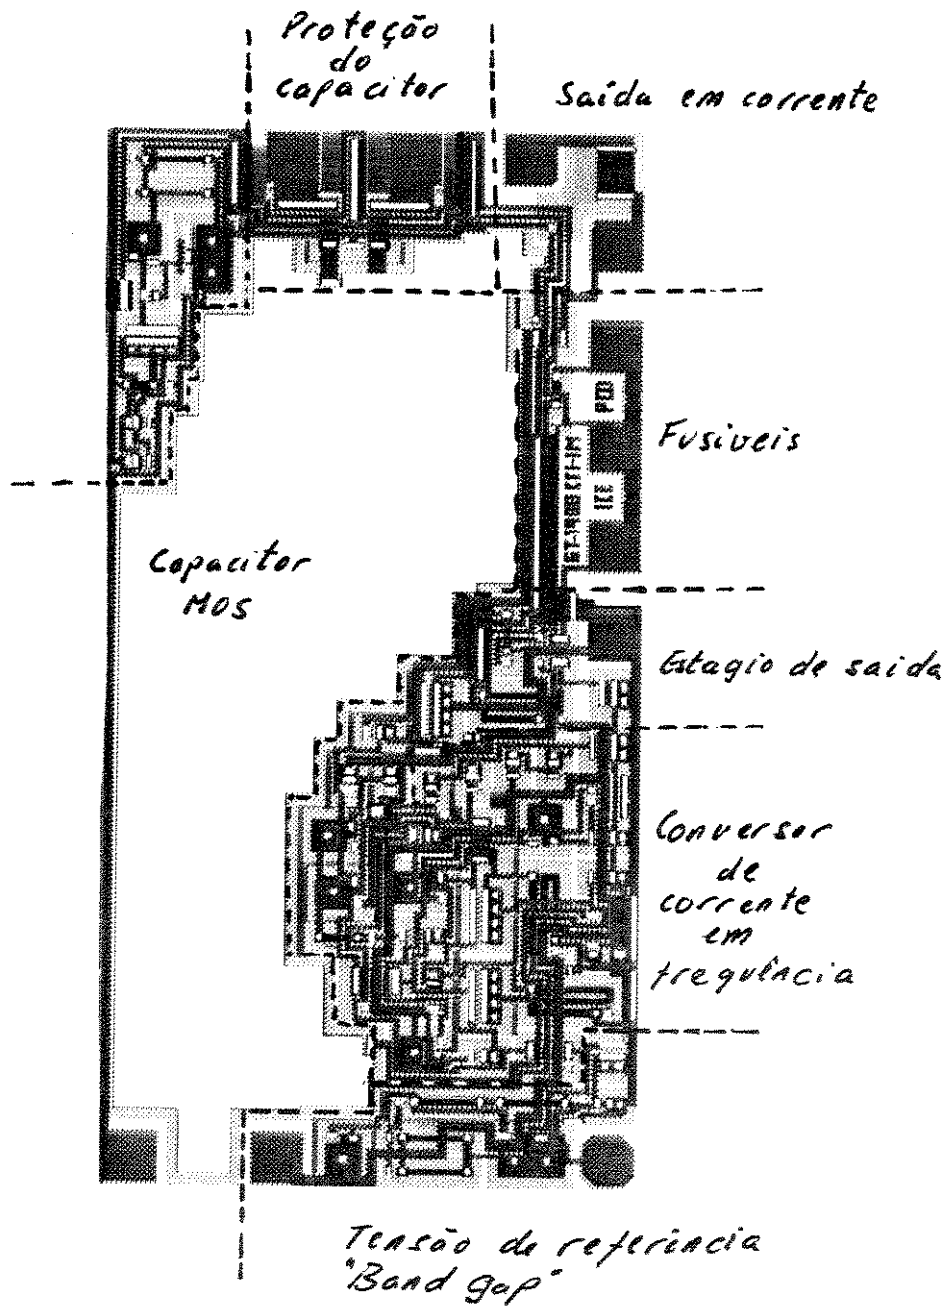 Proteção
do
capacitor
Saída em corrente
Fusíveis
Capacitor
MOS
Estagio de saida
Conversor
de
corrente
em
frequência
Tensão de referência
"Band gap"